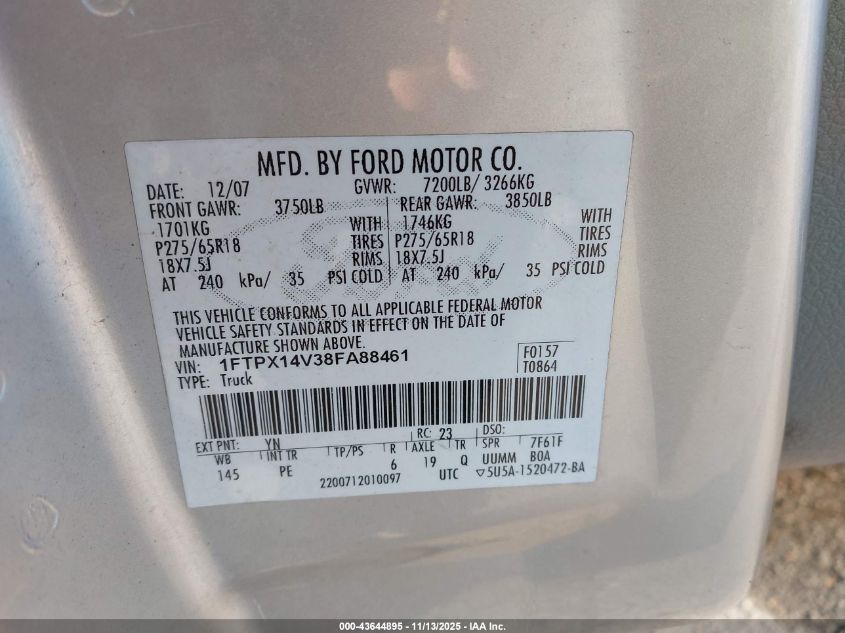 MFD. BY FORD MOTOR CO.
DATE: 12/07 GVWR: 7200LB/ 3266KG
FRONT GAWR: 3750LB REAR GAWR: 3850LB
1701KG WITH 1746KG WITH
P275/65R18 TIRES P275/65R18 TIRES
18X7.5J RIMS 18X7.5J RIMS
AT 240 kPa/ 35 PSI COLD AT 240 kPa/ 35 PSI COLD
THIS VEHICLE CONFORMS TO ALL APPLICABLE FEDERAL MOTOR
VEHICLE SAFETY STANDARDS IN EFFECT ON THE DATE OF
MANUFACTURE SHOWN ABOVE.
VIN: 1FTPX14V38FA88461 F0157
TYPE: Truck T0864
EXT PNT: YN RC: 23 DSO:
WB INT TR TP/PS R AXLE TR SPR 7F61F
145 PE 6 19 Q UUMM BOA
2200712010097 UTC ▽5U5A-1520472-BA
000-43644895 - 11/13/2025 - IAA Inc.